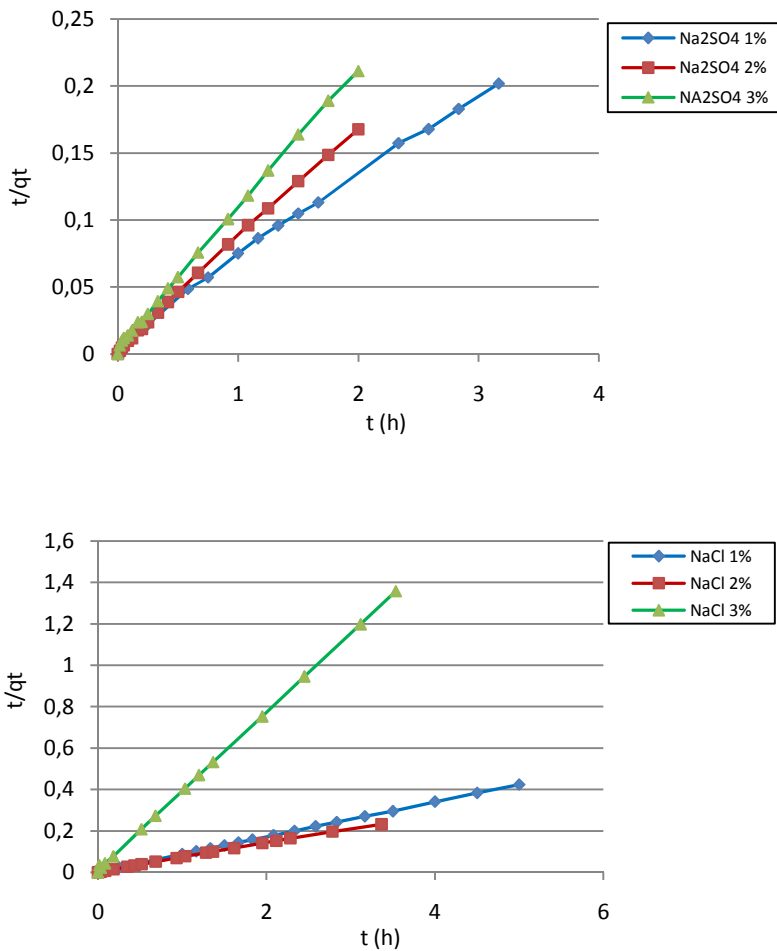 0,25
0,2
0,15
0,1
0,05
0
t/qt
0 1 2 3 4
t (h)
Na2SO4 1%
Na2SO4 2%
NA2SO4 3%
1,6
1,4
1,2
1
0,8
0,6
0,4
0,2
0
t/qt
0 2 4 6
t (h)
NaCl 1%
NaCl 2%
NaCl 3%